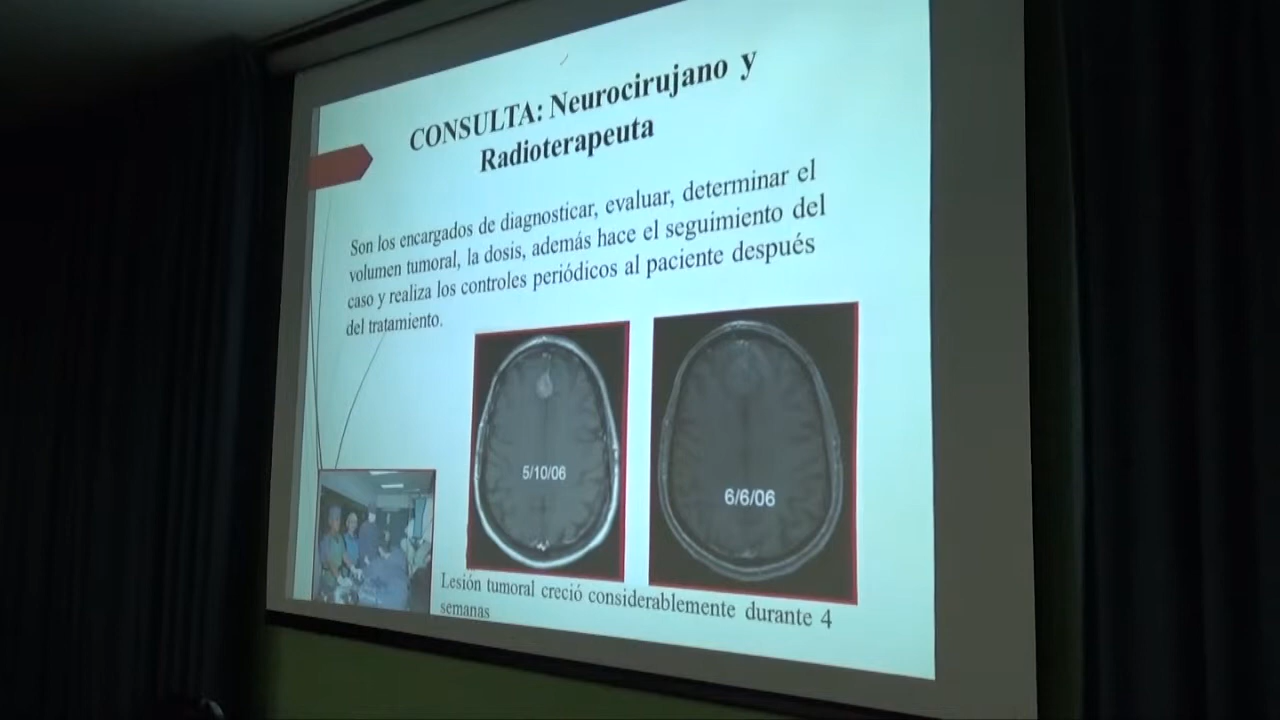 CONSULTA: Neurocirujano y
Radioterapeuta
Son los encargados de diagnosticar, evaluar, determinar el
volumen tumoral, la dosis, además hace el seguimiento del
caso y realiza los controles periódicos al paciente después
del tratamiento.
5/10/06
6/6/06
Lesión tumoral creció considerablemente durante 4
semanas